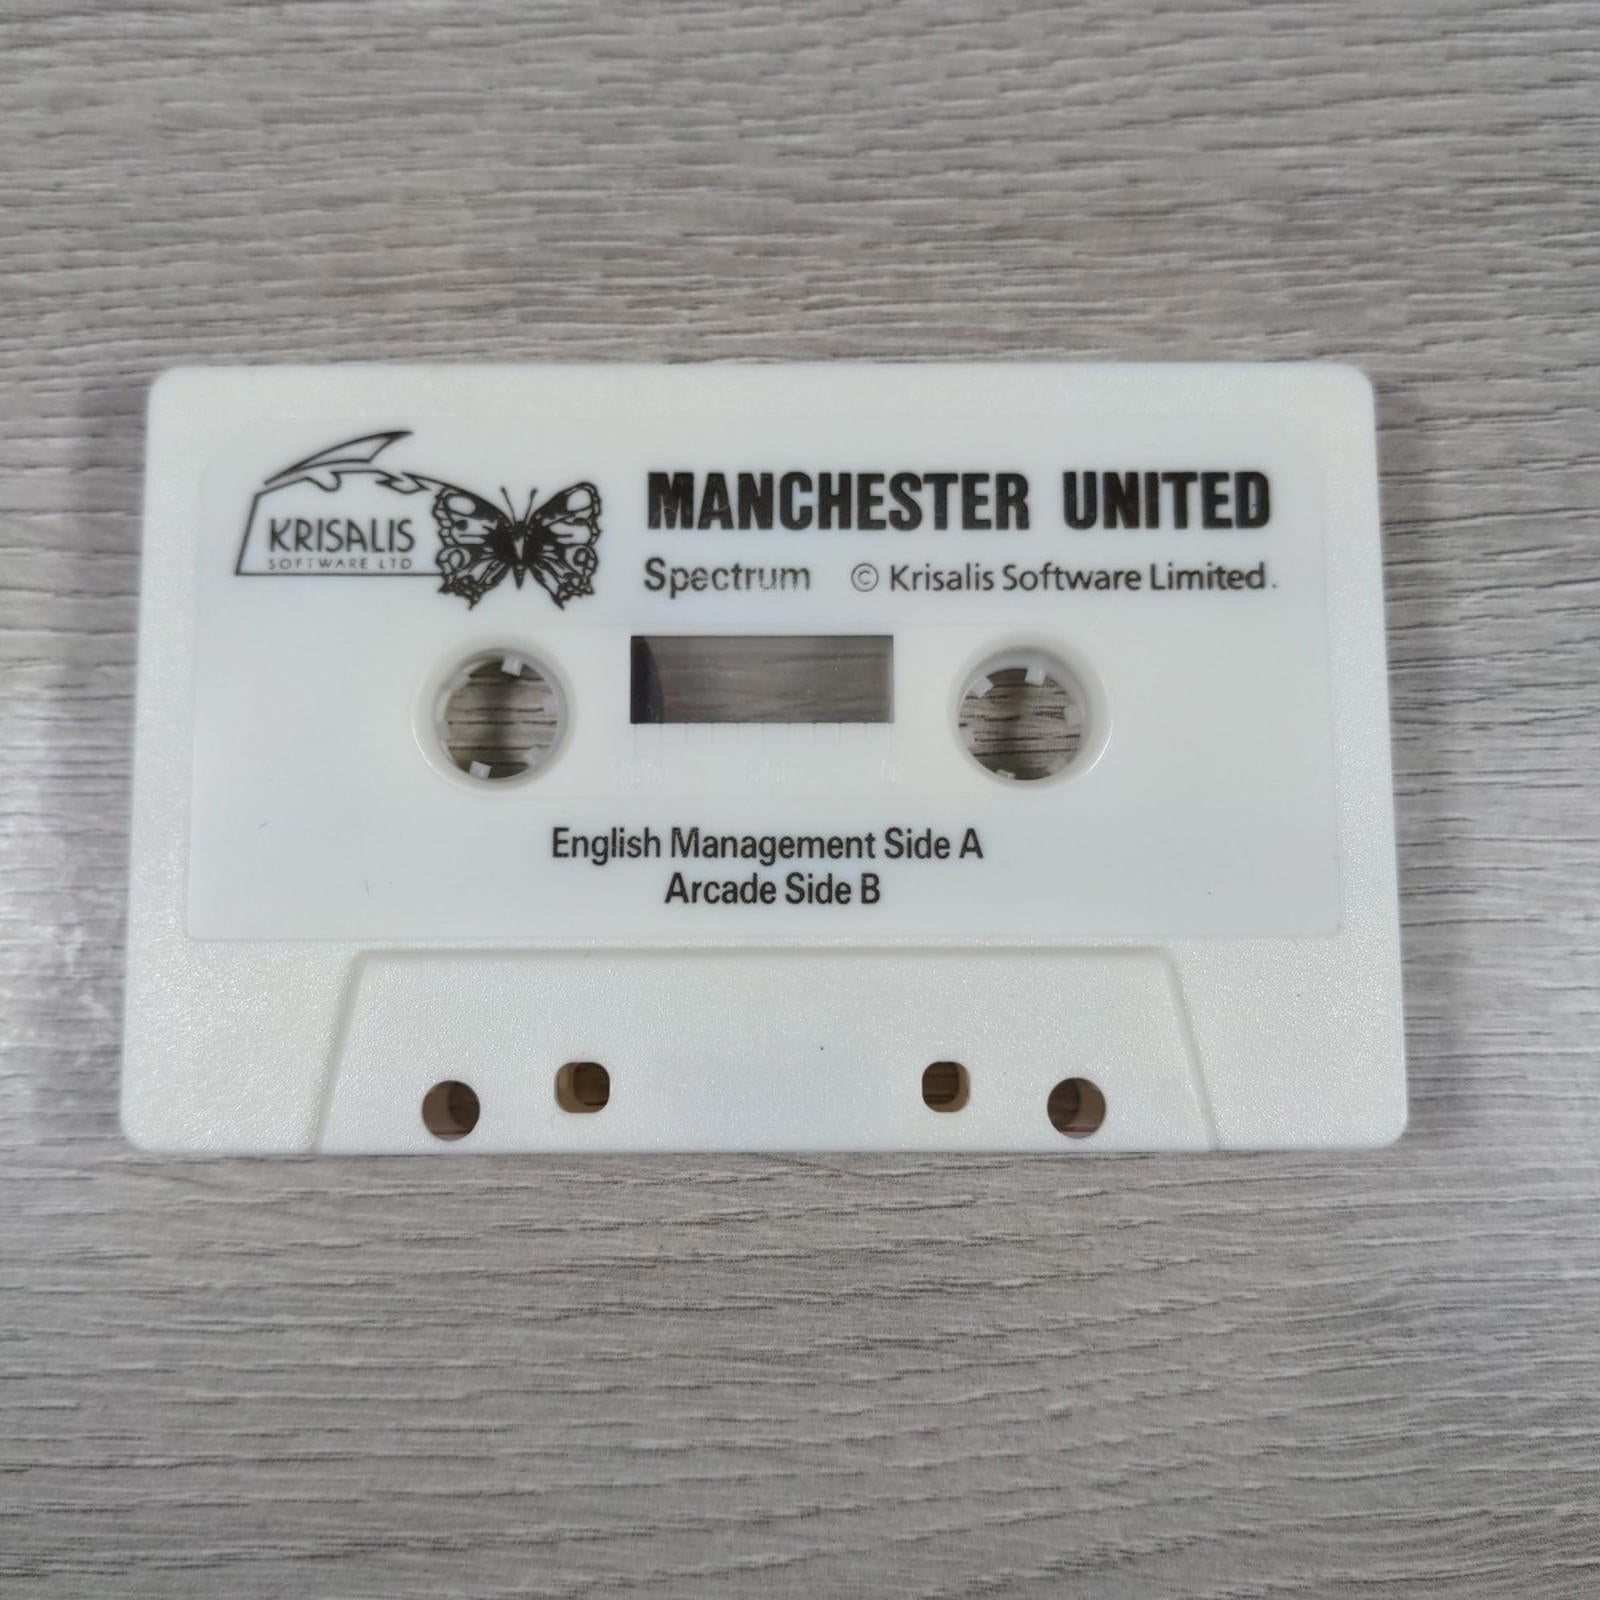 KRISALIS
SOFTWARE LTD
MANCHESTER UNITED
Spectrum © Krisalis Software Limited.
English Management Side A
Arcade Side B